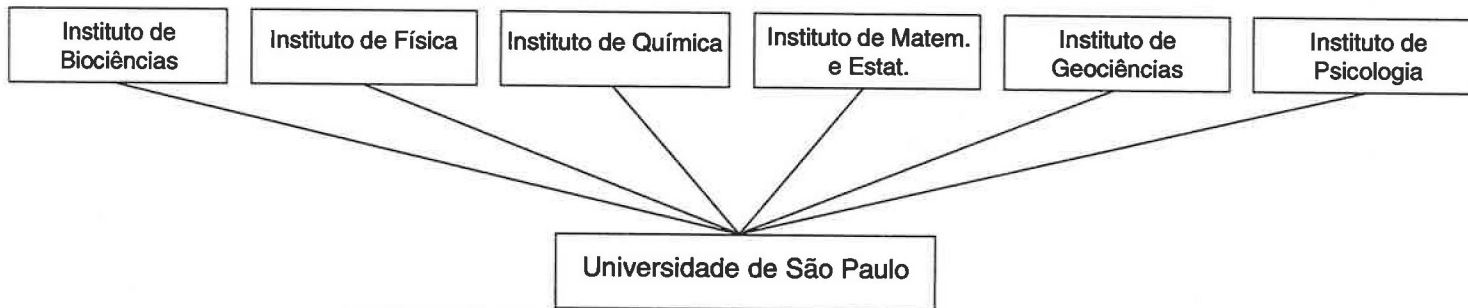 Instituto de
Biociências
Instituto de Física
Instituto de Química
Instituto de Matem.
e Estat.
Instituto de
Geociências
Instituto de
Psicologia
Universidade de São Paulo